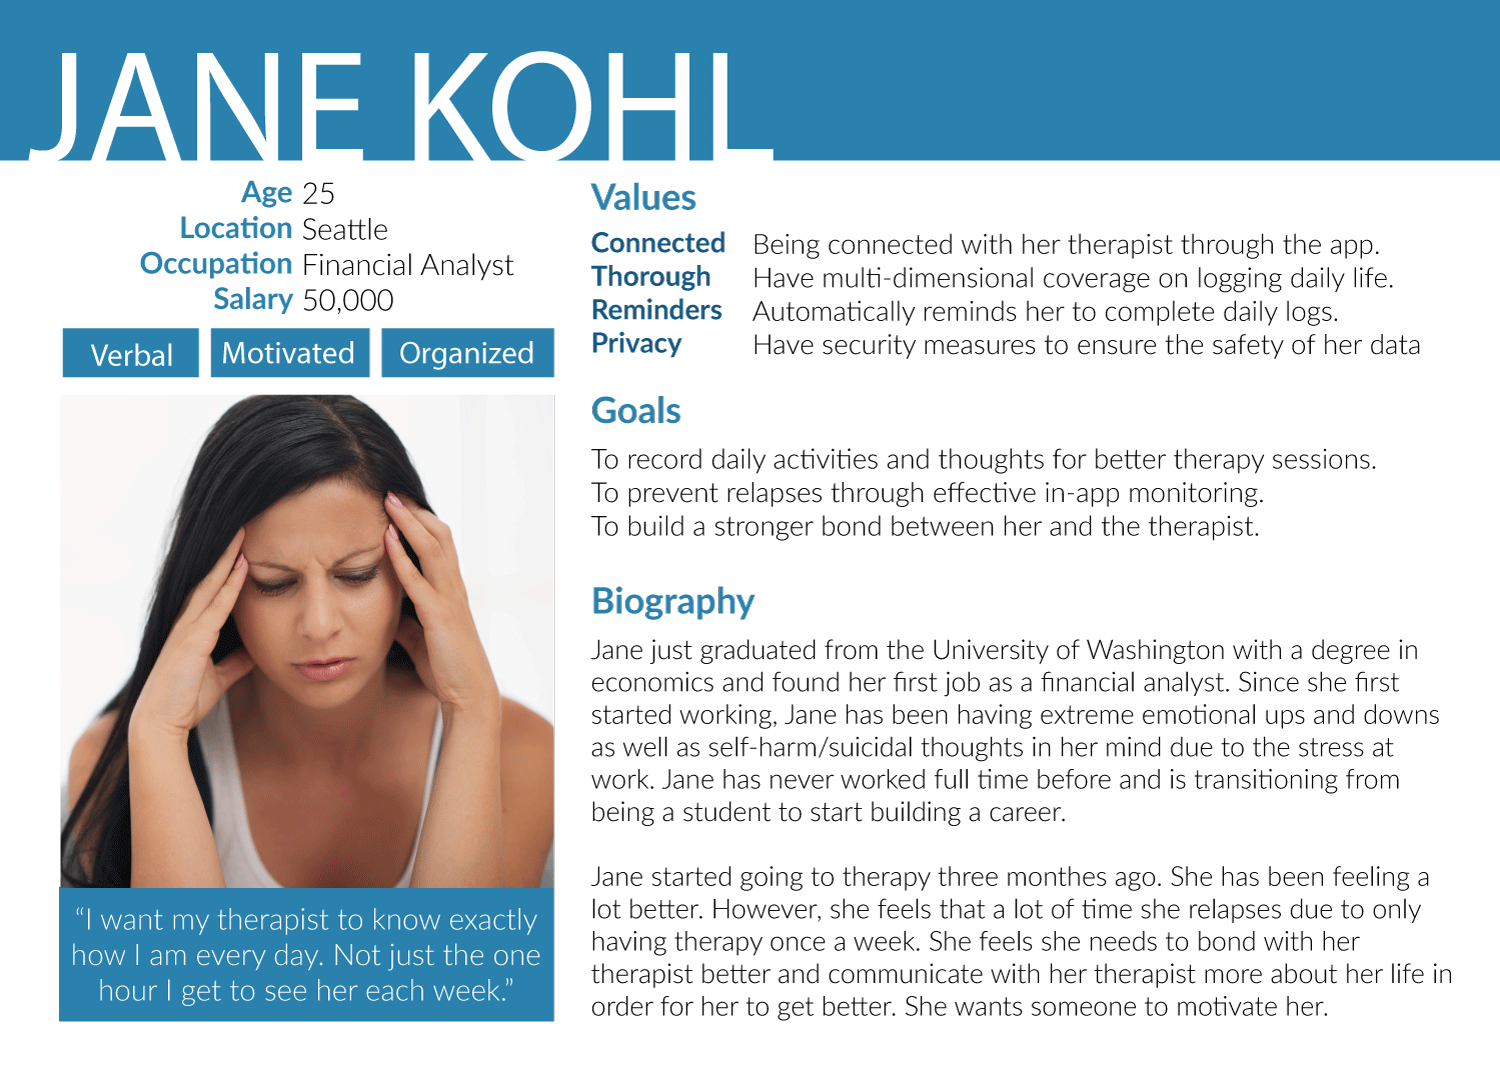 JANE KOHL
Age 25
Location Seattle
Occupation Financial Analyst
Salary 50,000
Verbal Motivated Organized
“I want my therapist to know exactly
how I am every day. Not just the one
hour I get to see her each week.”
Values
Connected Being connected with her therapist through the app.
Thorough Have multi-dimensional coverage on logging daily life.
Reminders Automatically reminds her to complete daily logs.
Privacy Have security measures to ensure the safety of her data
Goals
To record daily activities and thoughts for better therapy sessions.
To prevent relapses through effective in-app monitoring.
To build a stronger bond between her and the therapist.
Biography
Jane just graduated from the University of Washington with a degree in
economics and found her first job as a financial analyst. Since she first
started working, Jane has been having extreme emotional ups and downs
as well as self-harm/suicidal thoughts in her mind due to the stress at
work. Jane has never worked full time before and is transitioning from
being a student to start building a career.
Jane started going to therapy three monthes ago. She has been feeling a
lot better. However, she feels that a lot of time she relapses due to only
having therapy once a week. She feels she needs to bond with her
therapist better and communicate with her therapist more about her life in
order for her to get better. She wants someone to motivate her.